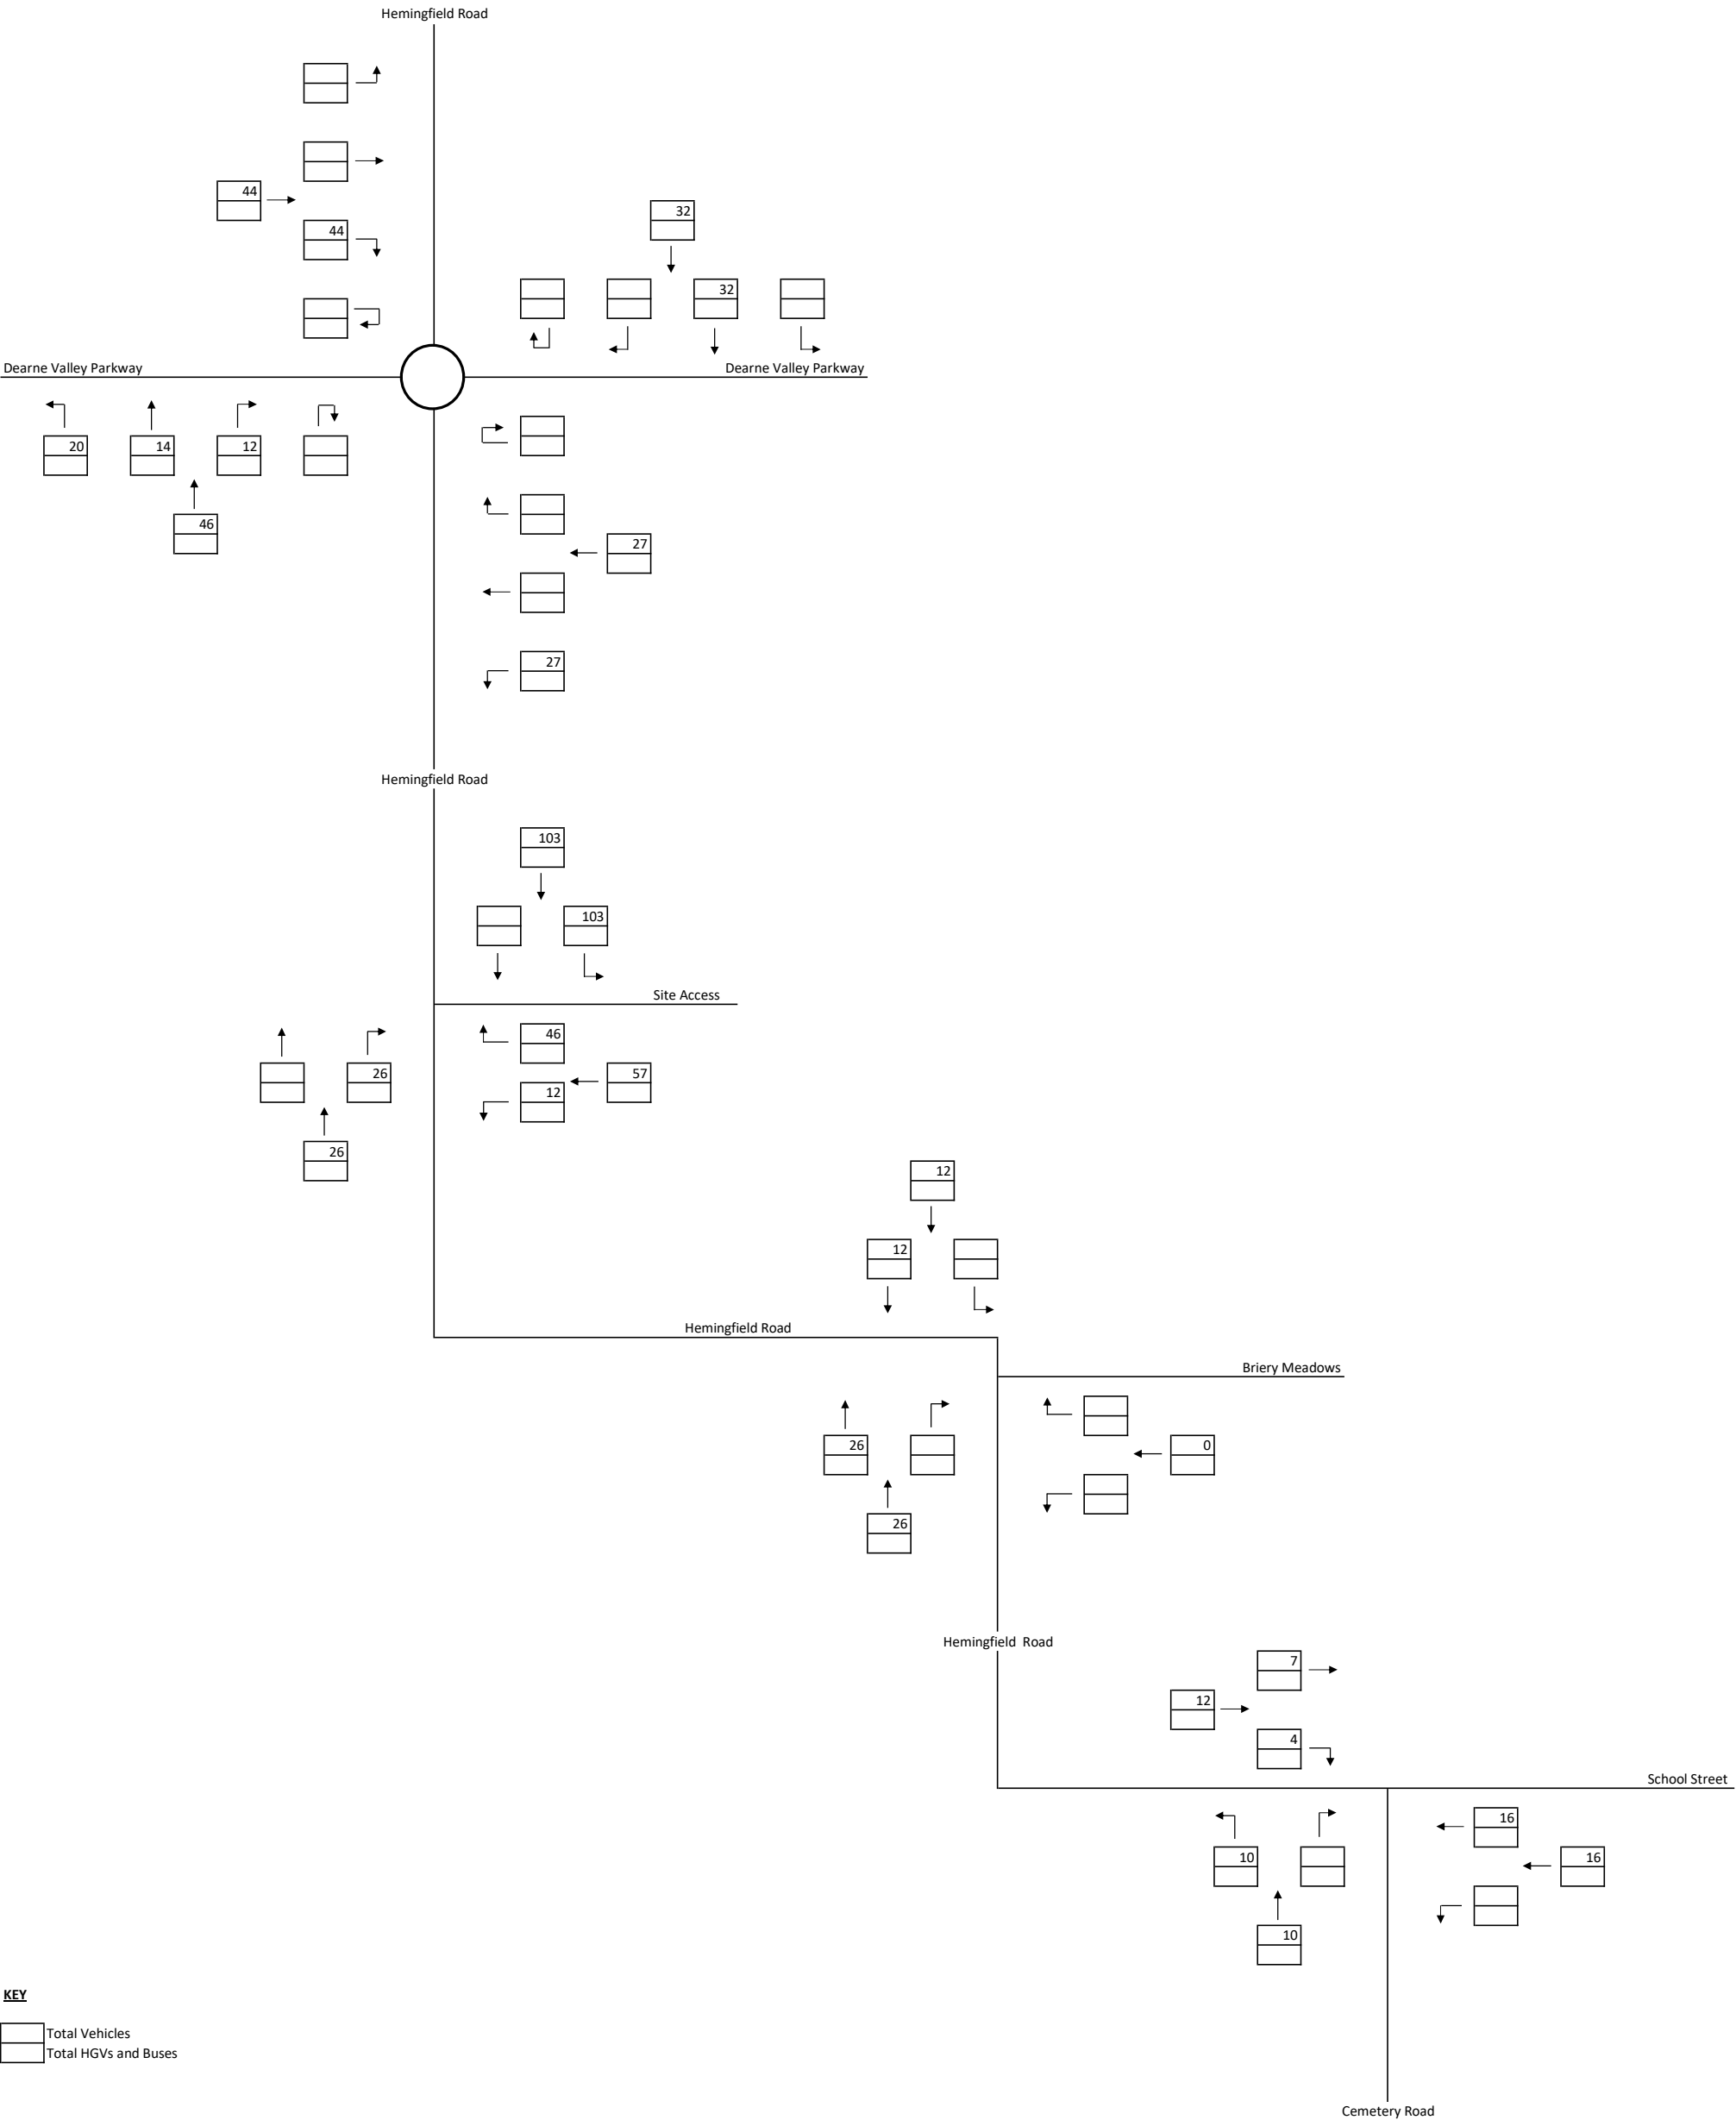 Hemingfield Road
44
32
44
32
Dearne Valley Parkway
Dearne Valley Parkway
20
14
12
46
27
27
Hemingfield Road
103
103
Site Access
46
26
57
12
26
12
12
Hemingfield Road
Briery Meadows
26
0
26
Hemingfield Road
7
12
4
School Street
16
10
16
10
KEY
Total Vehicles
Total HGVs and Buses
Cemetery Road